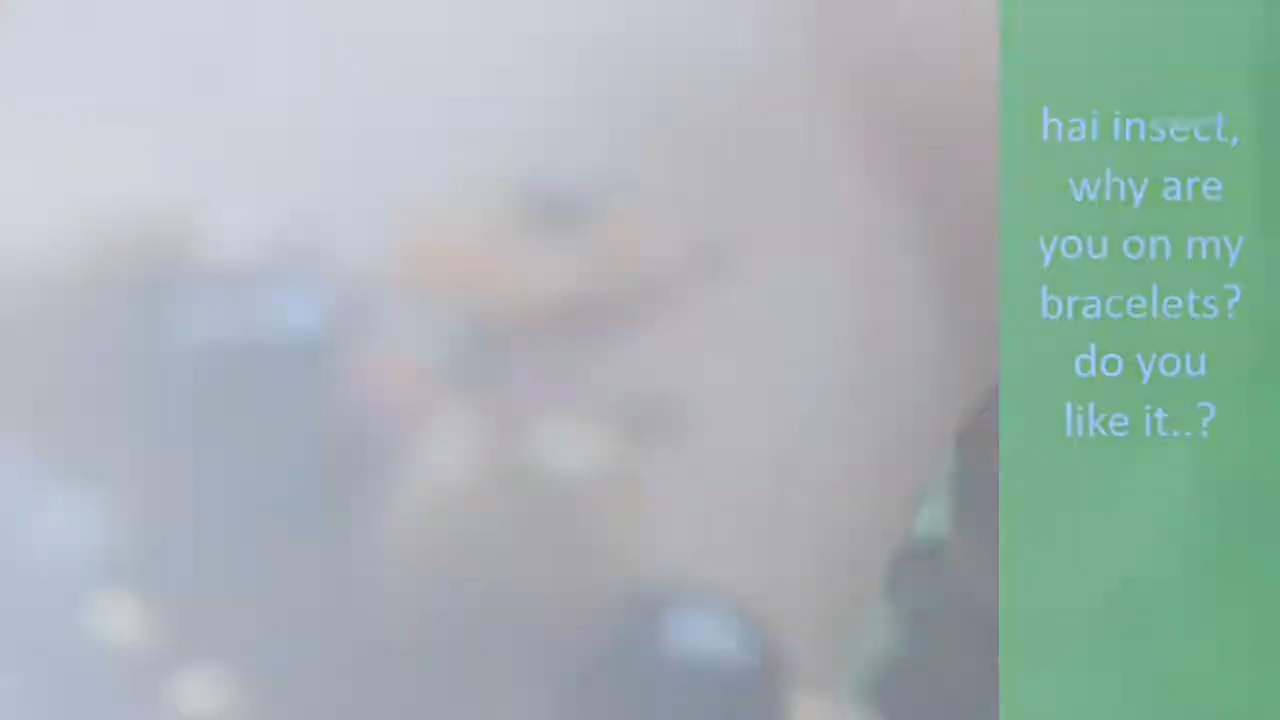 hai insect,
why are
you on my
bracelets?
do you
like it..?